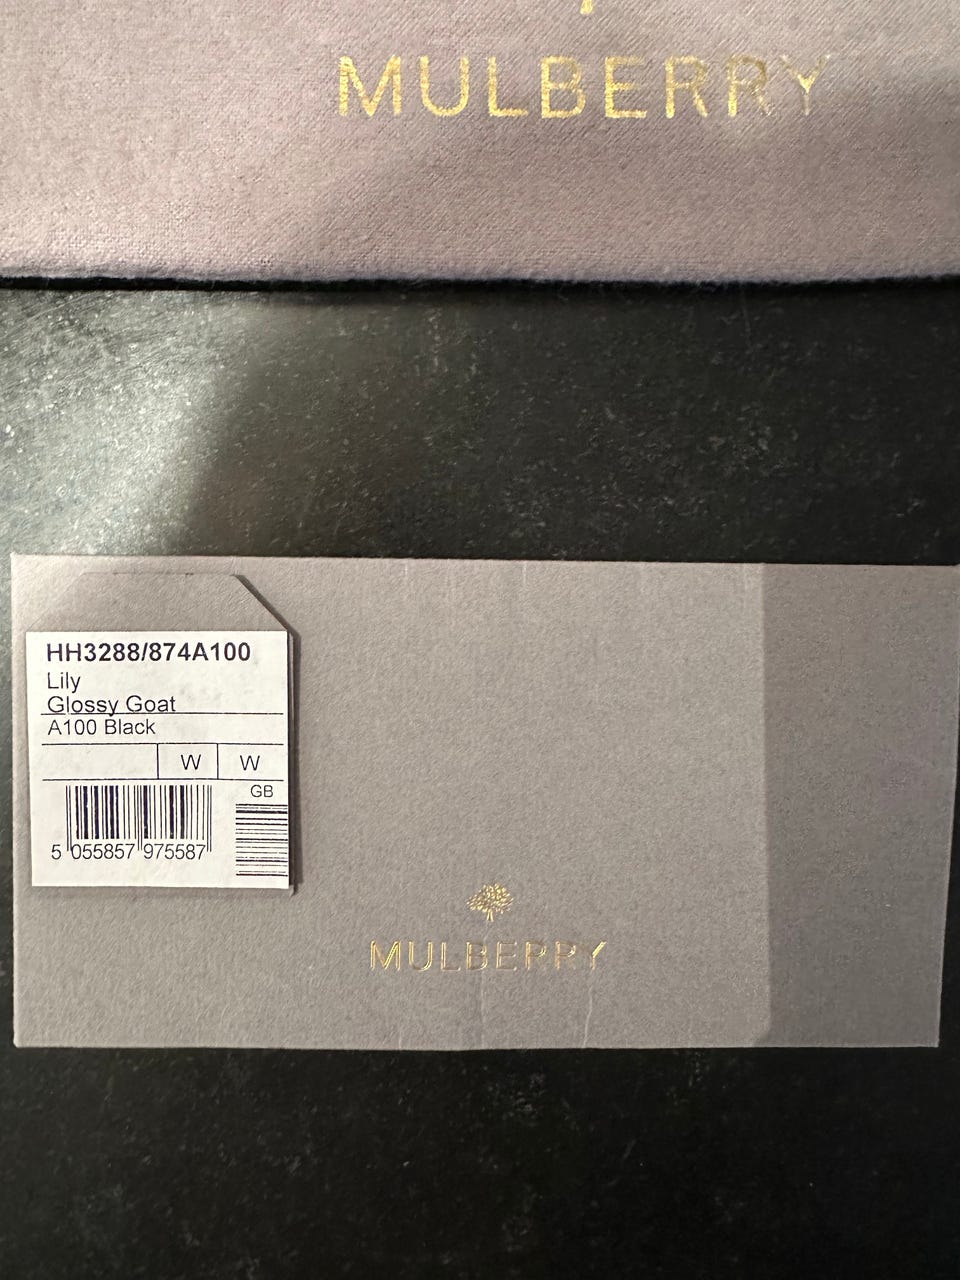 MULBERRY
HH3288/874A100
Lily
Glossy Goat
A100 Black
W W
GB
5 055857 975587
MULBERRY